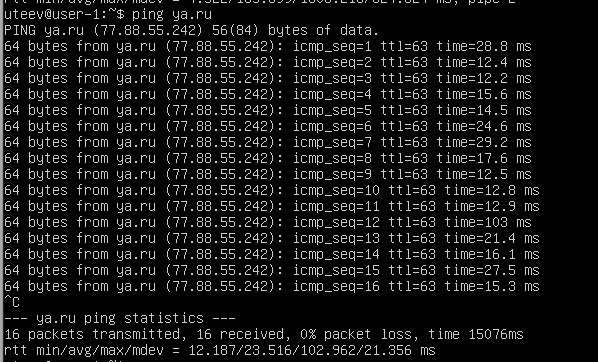 uteev@user-1:~$ ping ya.ru
PING ya.ru (77.88.55.242) 56(84) bytes of data.
64 bytes from ya.ru (77.88.55.242): icmp_seq=1 ttl=63 time=28.8 ms
64 bytes from ya.ru (77.88.55.242): icmp_seq=2 ttl=63 time=12.4 ms
64 bytes from ya.ru (77.88.55.242): icmp_seq=3 ttl=63 time=12.2 ms
64 bytes from ya.ru (77.88.55.242): icmp_seq=4 ttl=63 time=15.6 ms
64 bytes from ya.ru (77.88.55.242): icmp_seq=5 ttl=63 time=14.5 ms
64 bytes from ya.ru (77.88.55.242): icmp_seq=6 ttl=63 time=24.6 ms
64 bytes from ya.ru (77.88.55.242): icmp_seq=7 ttl=63 time=29.2 ms
64 bytes from ya.ru (77.88.55.242): icmp_seq=8 ttl=63 time=17.6 ms
64 bytes from ya.ru (77.88.55.242): icmp_seq=9 ttl=63 time=12.5 ms
64 bytes from ya.ru (77.88.55.242): icmp_seq=10 ttl=63 time=12.8 ms
64 bytes from ya.ru (77.88.55.242): icmp_seq=11 ttl=63 time=12.9 ms
64 bytes from ya.ru (77.88.55.242): icmp_seq=12 ttl=63 time=103 ms
64 bytes from ya.ru (77.88.55.242): icmp_seq=13 ttl=63 time=21.4 ms
64 bytes from ya.ru (77.88.55.242): icmp_seq=14 ttl=63 time=16.1 ms
64 bytes from ya.ru (77.88.55.242): icmp_seq=15 ttl=63 time=27.5 ms
64 bytes from ya.ru (77.88.55.242): icmp_seq=16 ttl=63 time=15.3 ms
^C
--- ya.ru ping statistics ---
16 packets transmitted, 16 received, 0% packet loss, time 15076ms
rtt min/avg/max/mdev = 12.187/23.516/102.962/21.356 ms